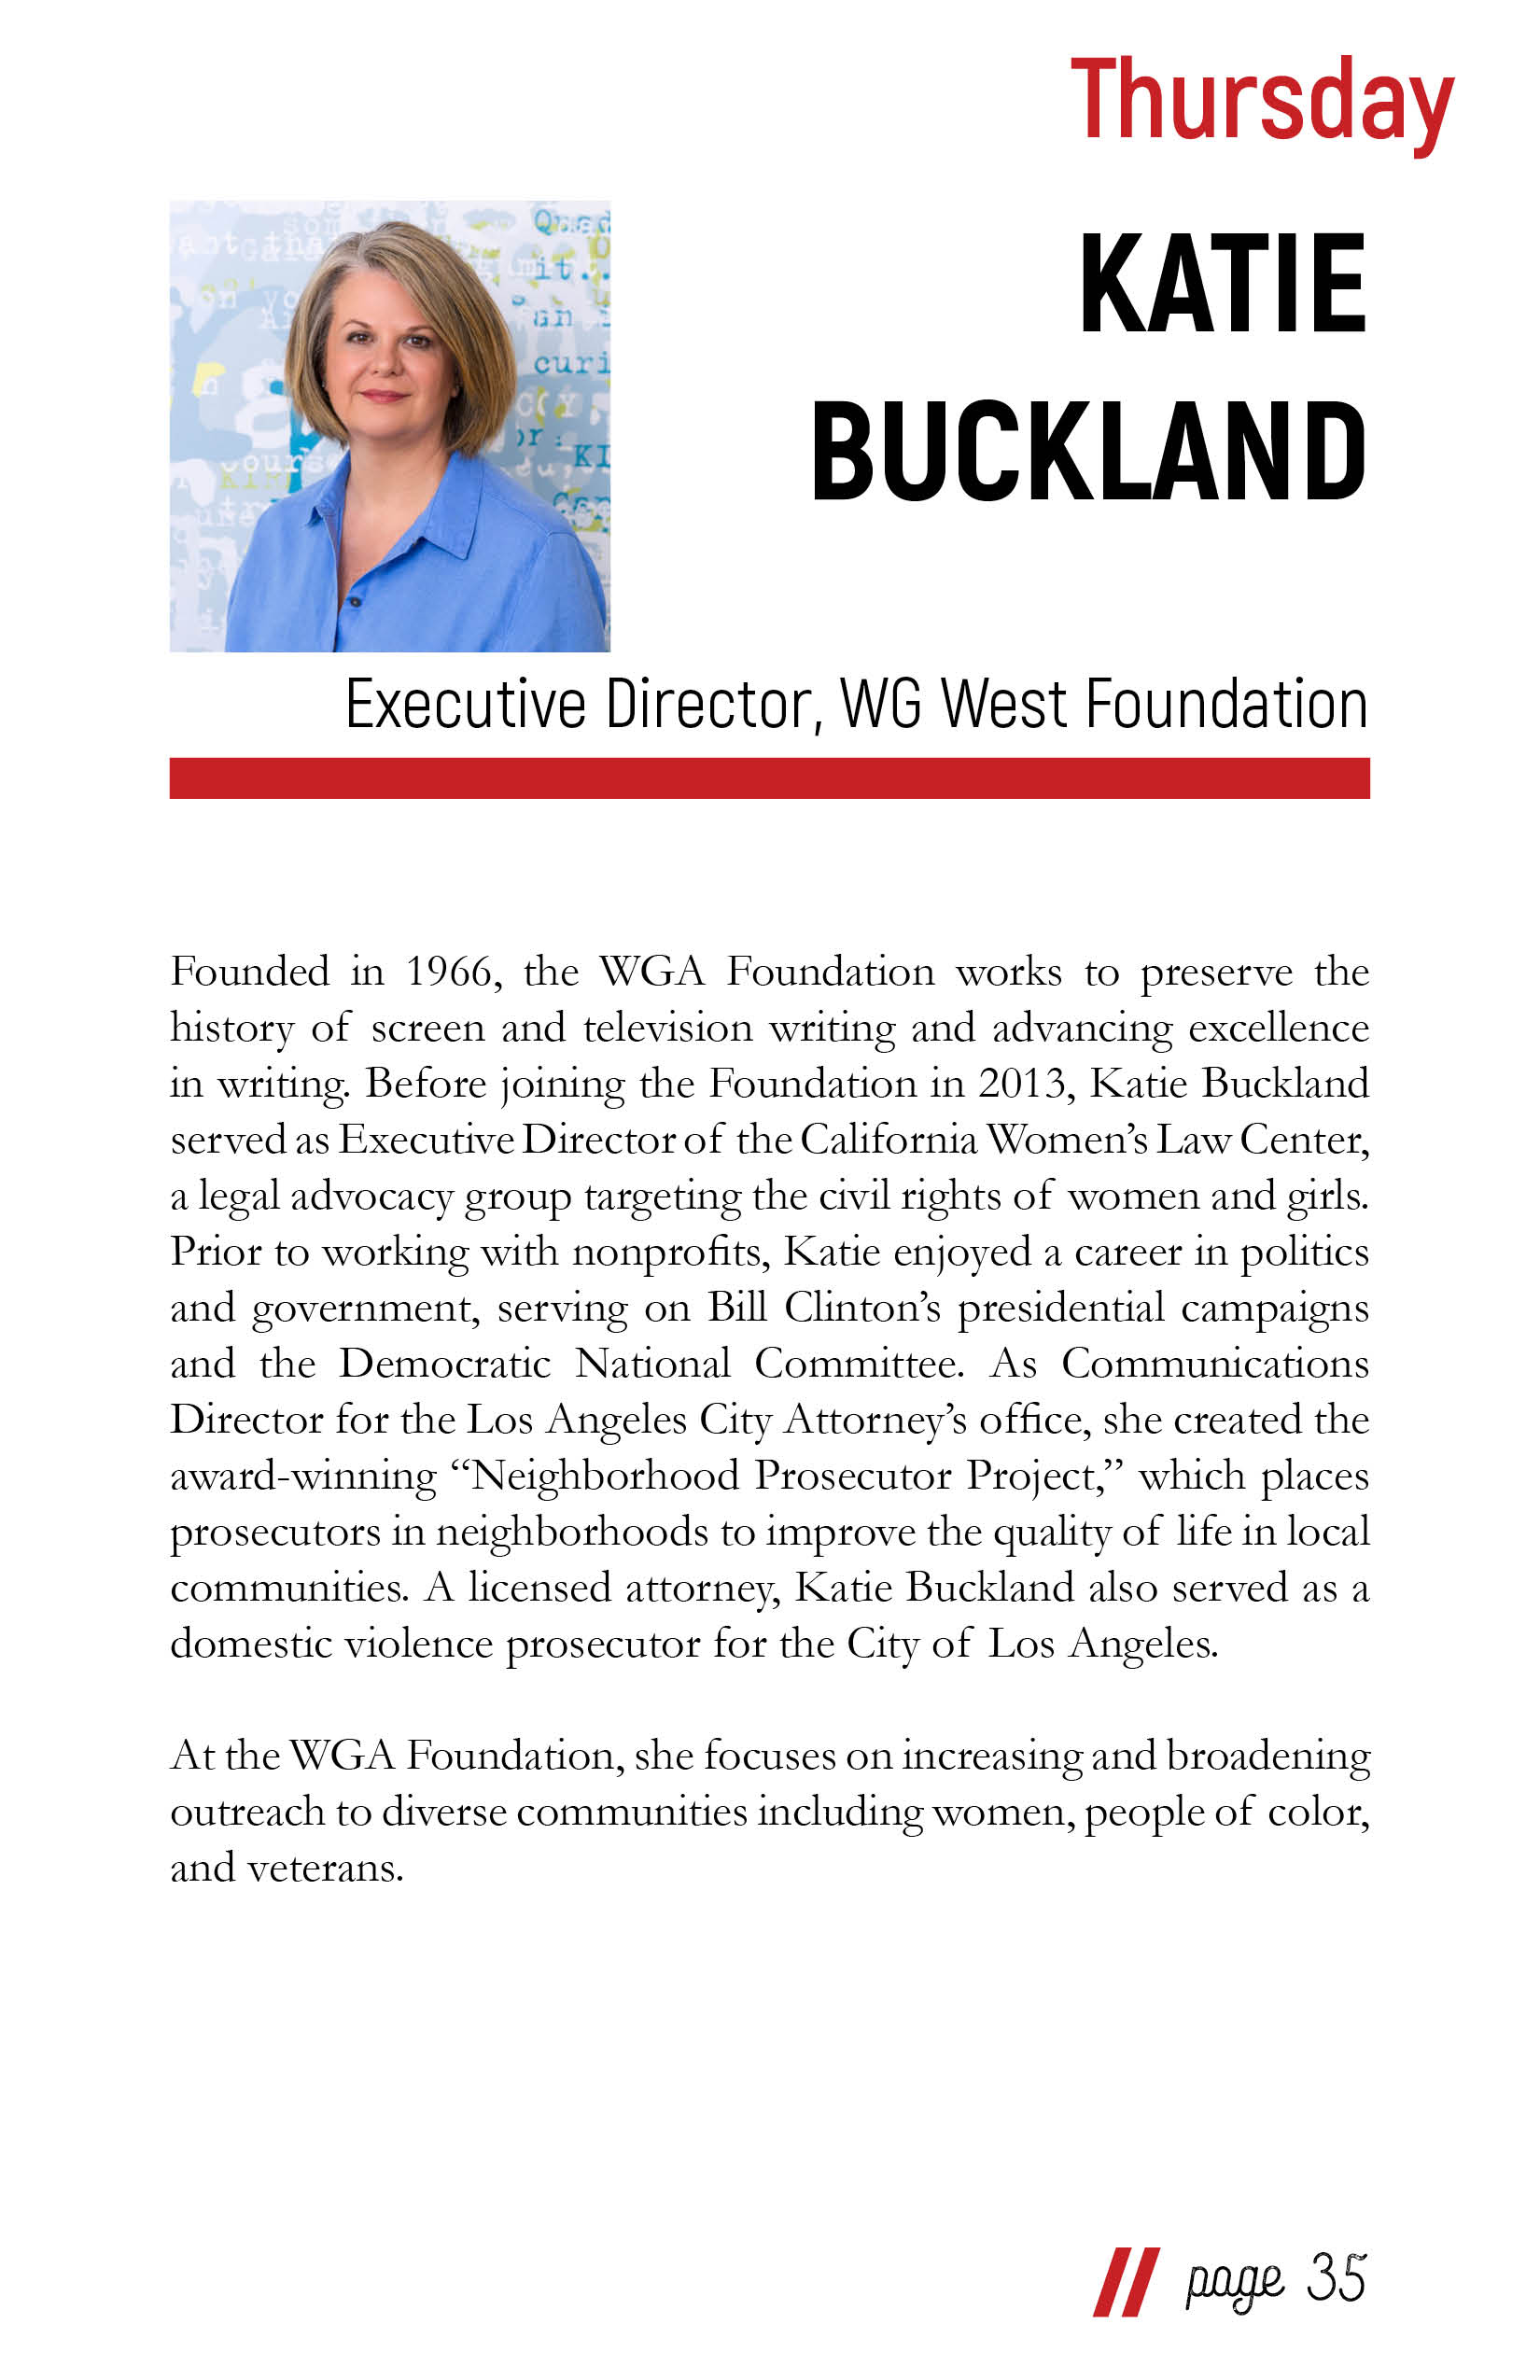 Thursday
KATIE
BUCKLAND
Executive Director, WG West Foundation
Founded in 1966, the WGA Foundation works to preserve the
history of screen and television writing and advancing excellence
in writing. Before joining the Foundation in 2013, Katie Buckland
served as Executive Director of the California Women’s Law Center,
a legal advocacy group targeting the civil rights of women and girls.
Prior to working with nonprofits, Katie enjoyed a career in politics
and government, serving on Bill Clinton’s presidential campaigns
and the Democratic National Committee. As Communications
Director for the Los Angeles City Attorney’s office, she created the
award-winning “Neighborhood Prosecutor Project,” which places
prosecutors in neighborhoods to improve the quality of life in local
communities. A licensed attorney, Katie Buckland also served as a
domestic violence prosecutor for the City of Los Angeles.
At the WGA Foundation, she focuses on increasing and broadening
outreach to diverse communities including women, people of color,
and veterans.
// page 35